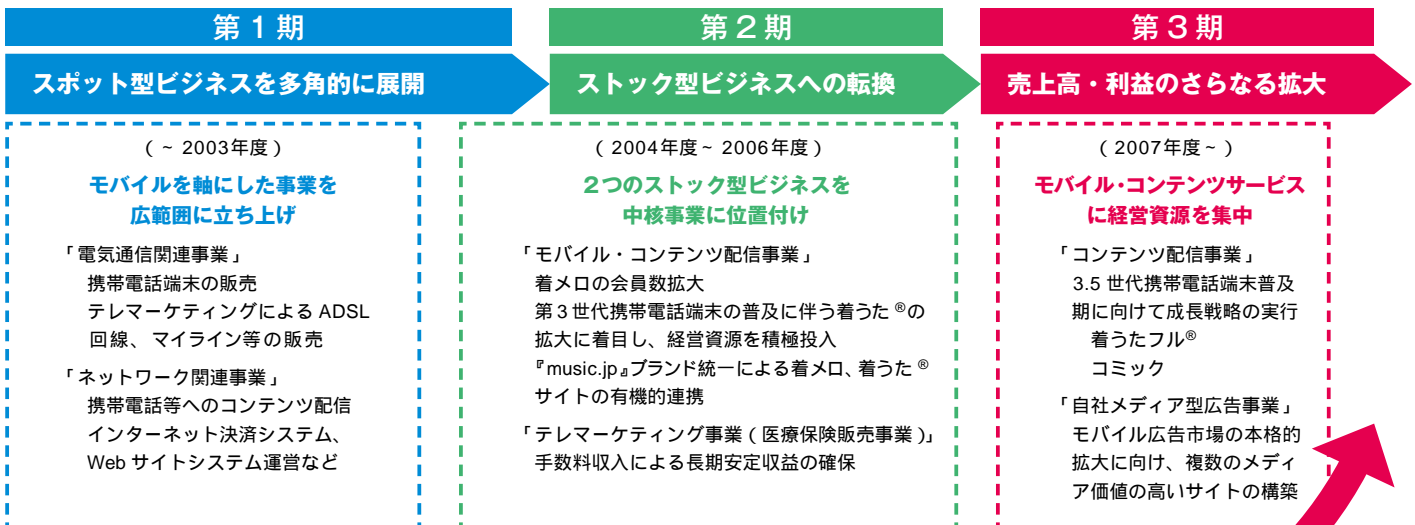 第1期
スポット型ビジネスを多角的に展開
(~2003年度)
モバイルを軸にした事業を
広範囲に立ち上げ
「電気通信関連事業」
携帯電話端末の販売
テレマーケティングによる ADSL
回線、マイライン等の販売
「ネットワーク関連事業」
携帯電話等へのコンテンツ配信
インターネット決済システム、
Web サイトシステム運営など
第2期
ストック型ビジネスへの転換
(2004年度~2006年度)
2つのストック型ビジネスを
中核事業に位置付け
「モバイル・コンテンツ配信事業」
着メロの会員数拡大
第3世代携帯電話端末の普及に伴う着うた®の
拡大に着目し、経営資源を積極投入
『music.jp』ブランド統一による着メロ、着うた®
サイトの有機的連携
「テレマーケティング事業(医療保険販売事業)」
手数料収入による長期安定収益の確保
第3期
売上高・利益のさらなる拡大
(2007年度~)
モバイル・コンテンツサービス
に経営資源を集中
「コンテンツ配信事業」
3.5 世代携帯電話端末普及
期に向けて成長戦略の実行
着うたフル®
コミック
「自社メディア型広告事業」
モバイル広告市場の本格的
拡大に向け、複数のメディ
ア価値の高いサイトの構築